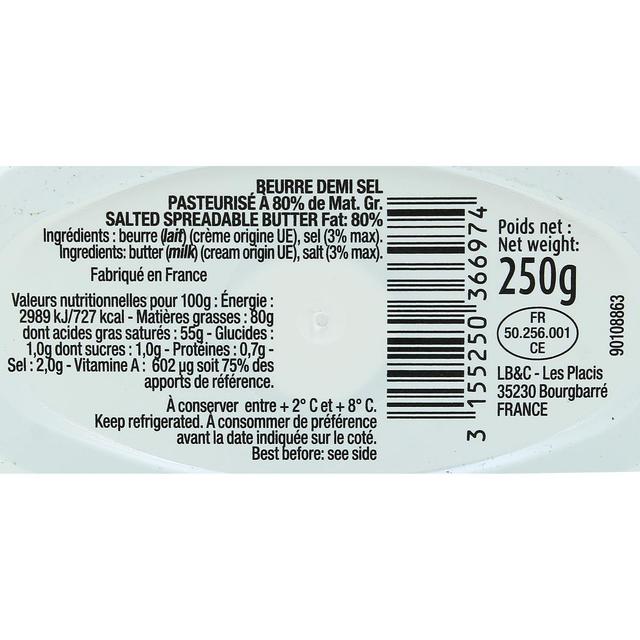 BEURRE DEMI SEL
PASTEURISÉ À 80% de Mat. Gr.
SALTED SPREADABLE BUTTER Fat: 80%
Ingrédients : beurre (lait) (crème origine UE), sel (3% max).
Ingredients: butter (milk) (cream origin UE), salt (3% max).
Fabriqué en France
Valeurs nutritionnelles pour 100g : Énergie :
2989 kJ/727 kcal - Matières grasses : 80g
dont acides gras saturés : 55g - Glucides :
1,0g dont sucres : 1,0g - Protéines : 0,7g -
Sel : 2,0g - Vitamine A : 602 µg soit 75% des
apports de référence.
À conserver entre + 2° C et + 8° C.
Keep refrigerated. À consommer de préférence
avant la date indiquée sur le coté.
Best before: see side
3 155250 366974
Poids net :
Net weight:
250g
FR
50.256.001
CE
LB&C - Les Placis
35230 Bourgbarré
FRANCE
90108863